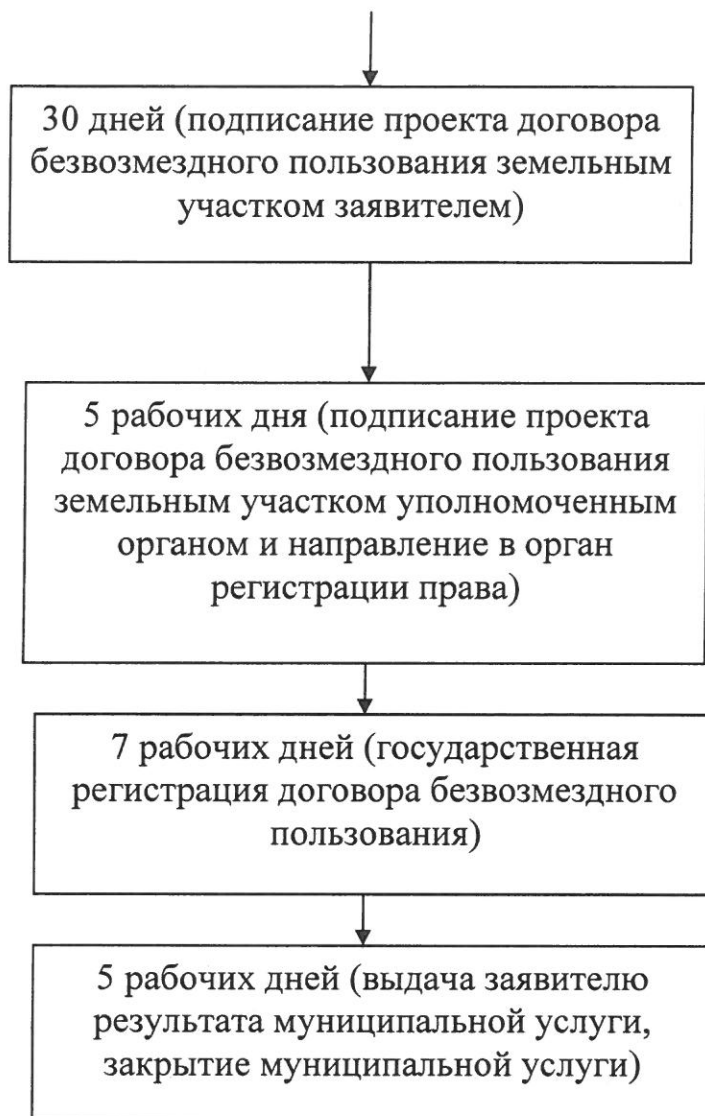 30 дней (подписание проекта договора
безвозмездного пользования земельным
участком заявителем)
5 рабочих дня (подписание проекта
договора безвозмездного пользования
земельным участком уполномоченным
органом и направление в орган
регистрации права)
7 рабочих дней (государственная
регистрация договора безвозмездного
пользования)
5 рабочих дней (выдача заявителю
результата муниципальной услуги,
закрытие муниципальной услуги)